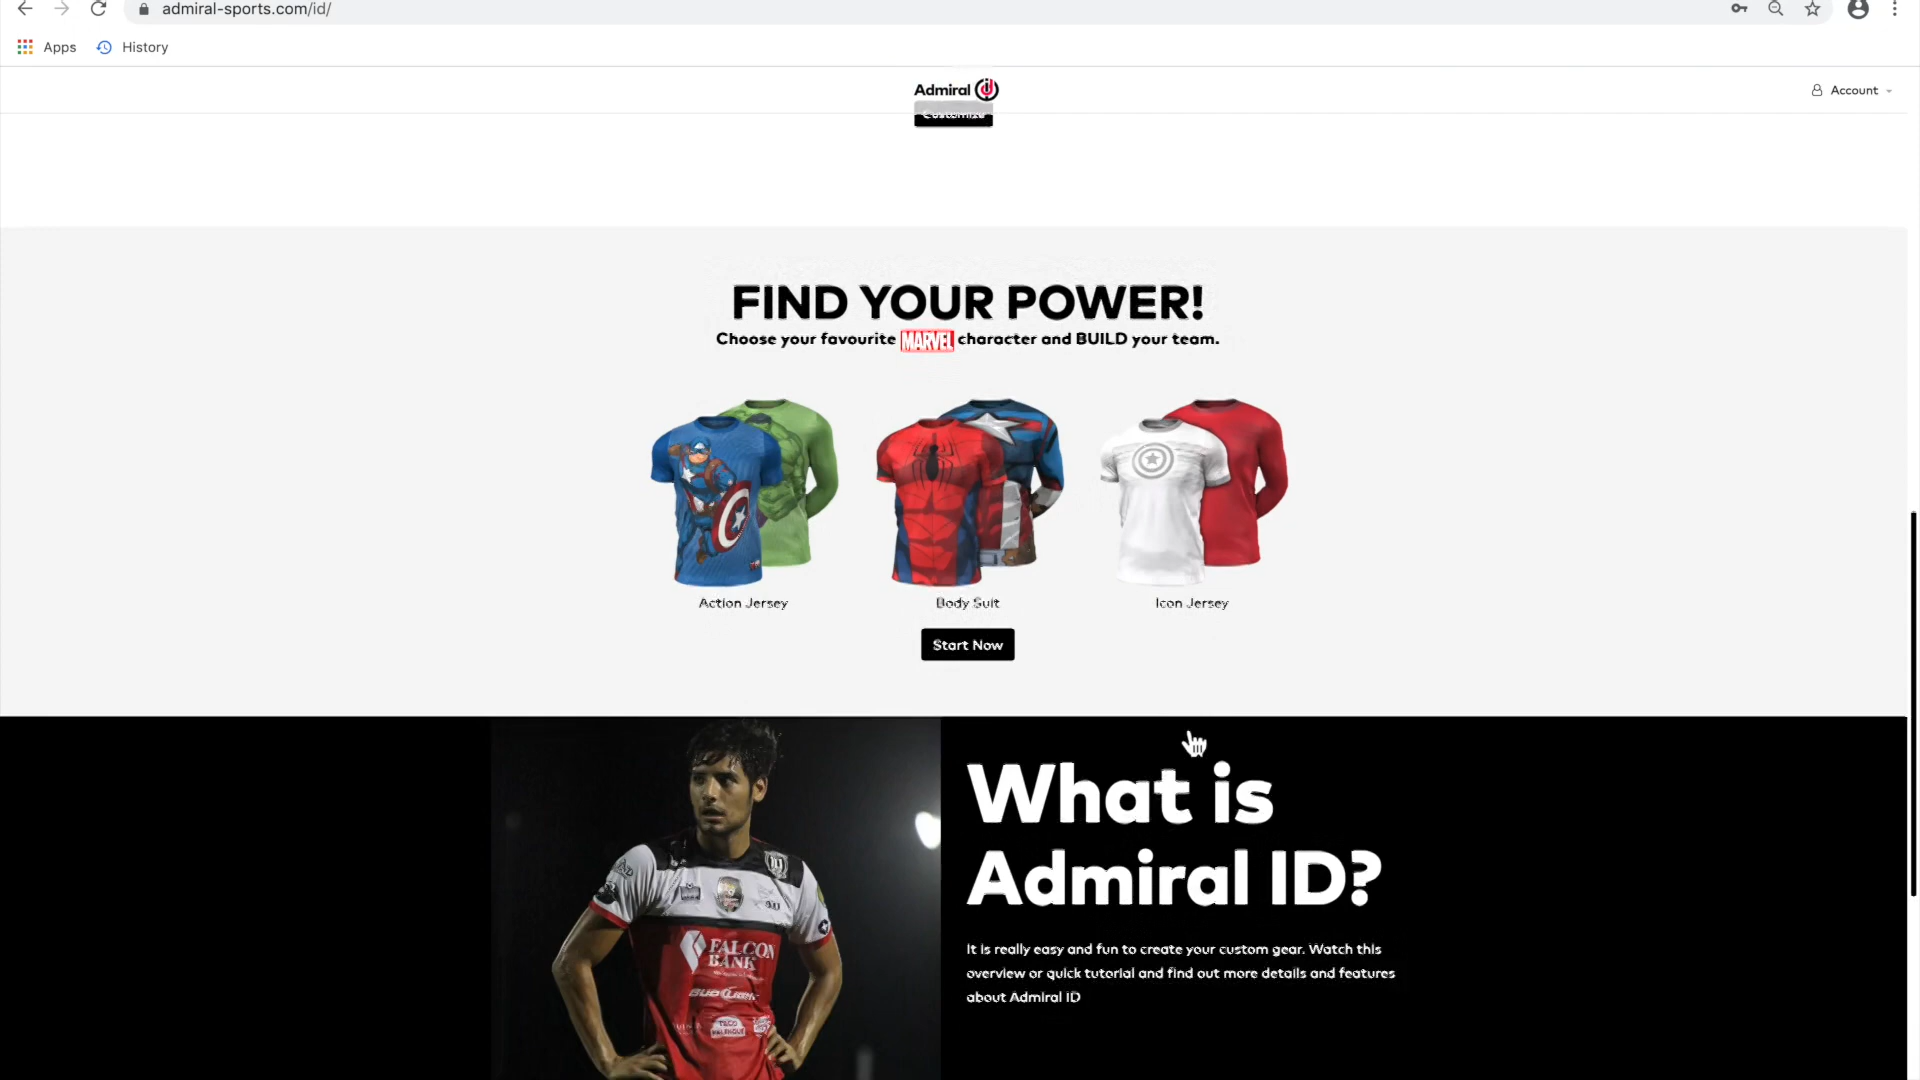 admiral-sports.com/id/
Apps
History
Admiral
Account
Customize
FIND YOUR POWER!
Choose your favourite MARVEL character and BUILD your team.
Action Jersey
Body Suit
Icon Jersey
Start Now
What is
Admiral ID?
It is really easy and fun to create your custom gear. Watch this
overview or quick tutorial and find out more details and features
about Admiral ID
FALCON
BANK